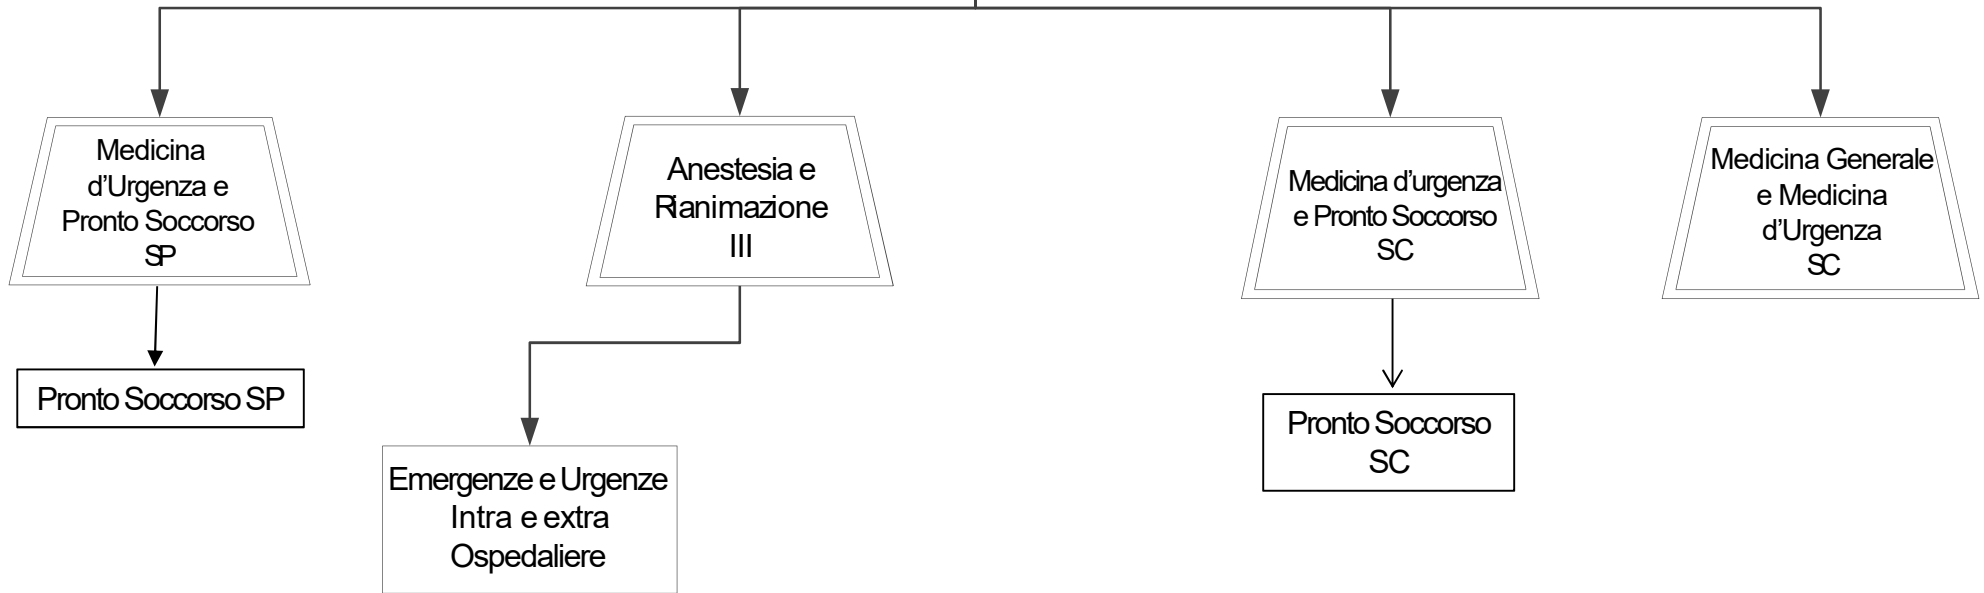 Medicina
d'Urgenza e
Pronto Soccorso
SP
Anestesia e
Rianimazione
III
Medicina d'urgenza
e Pronto Soccorso
SC
Medicina Generale
e Medicina
d'Urgenza
SC
Pronto Soccorso SP
Emergenze e Urgenze
Intra e extra
Ospedaliere
Pronto Soccorso
SC